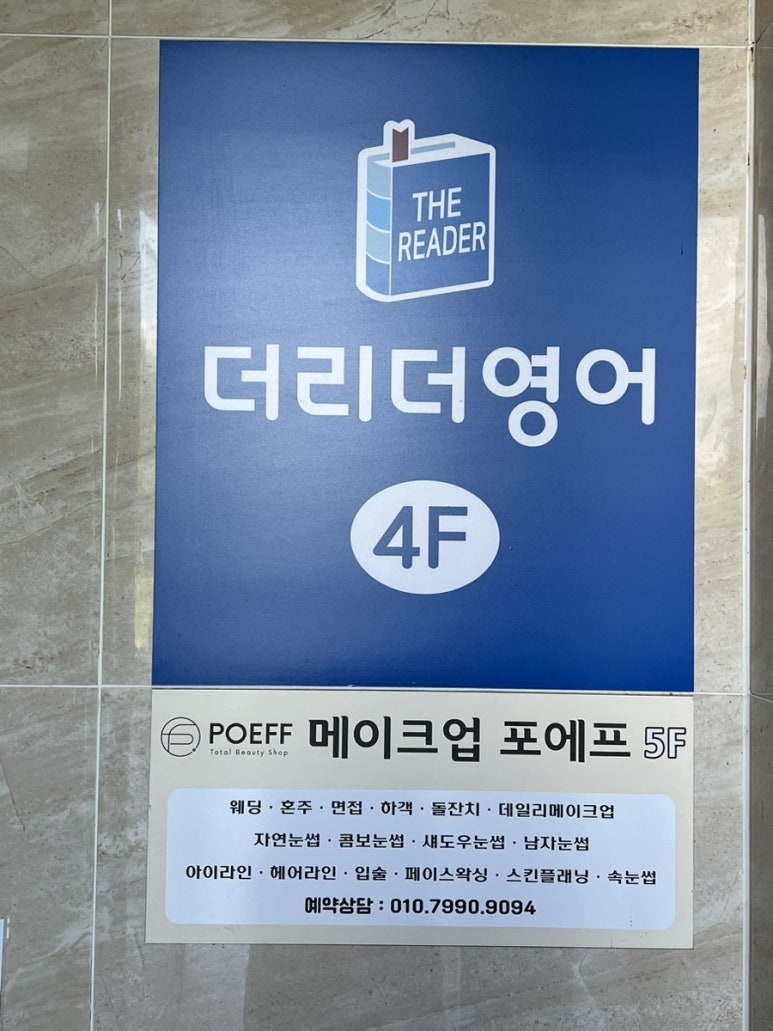 THE
READER
더리더영어
4F
POEFF 메이크업 포에프 5F
Total Beauty Shop
웨딩 · 혼주 · 면접 · 하객 · 돌잔치 · 데일리메이크업
자연눈썹 · 콤보눈썹 · 섀도우눈썹 · 남자눈썹
아이라인 · 헤어라인 · 입술 · 페이스왁싱 · 스킨플래닝 · 속눈썹
예약상담 : 010.7990.9094